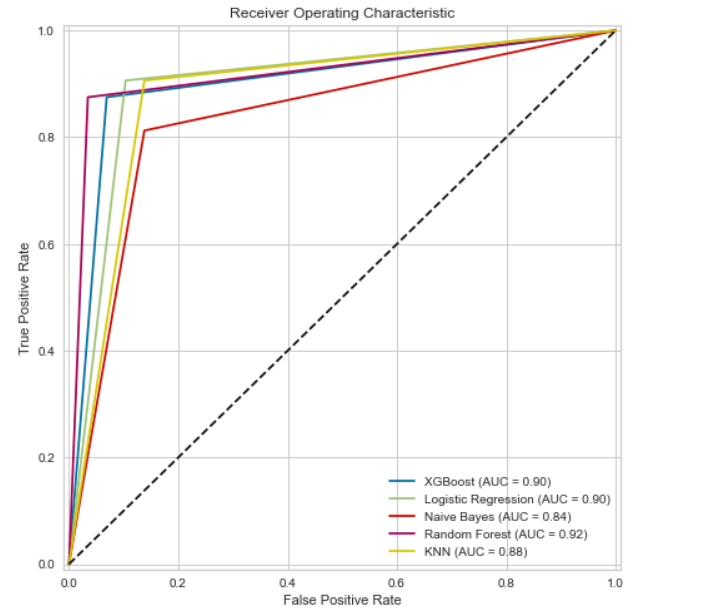 Receiver Operating Characteristic
1.0
0.8
0.6
0.4
0.2
0.0
True Positive Rate
XGBoost (AUC = 0.90)
Logistic Regression (AUC = 0.90)
Naive Bayes (AUC = 0.84)
Random Forest (AUC = 0.92)
KNN (AUC = 0.88)
0.0 0.2 0.4 0.6 0.8 1.0
False Positive Rate